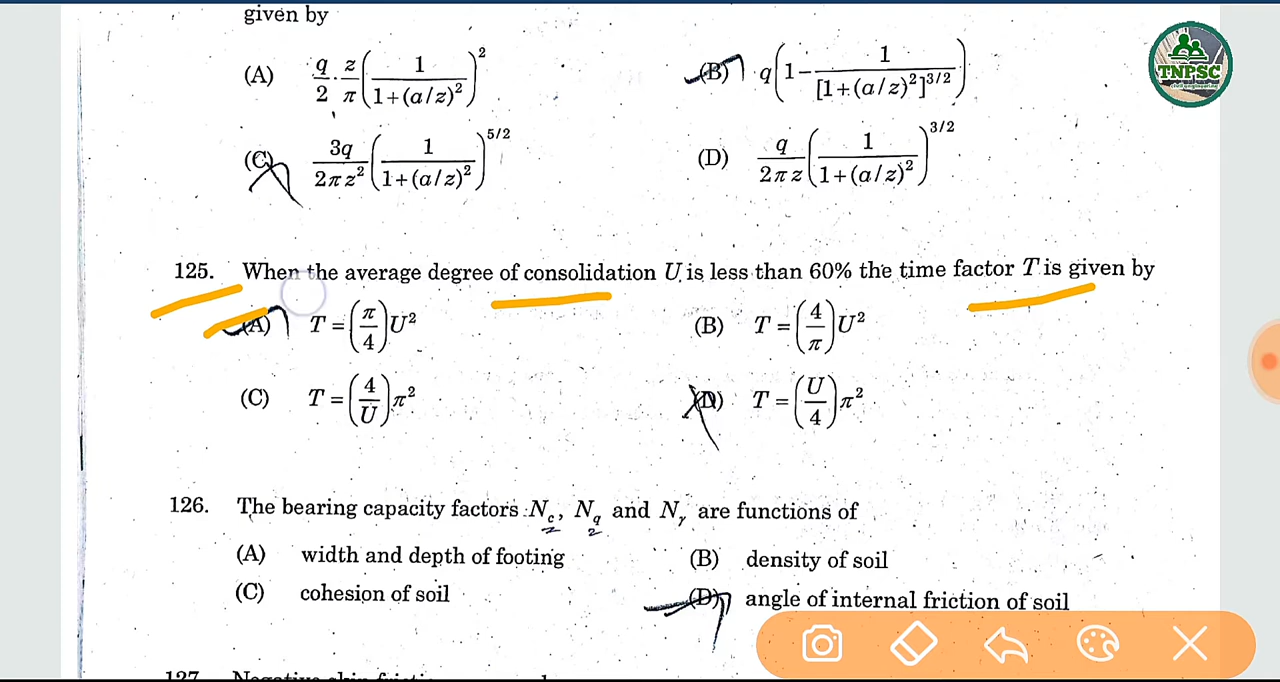 given by
(A) q/2 · z/π (1/(1+(a/z)²))²
(B) q(1−1/[1+(a/z)²]^3/2)
(C) 3q/2πz² (1/(1+(a/z)²))^5/2
(D) q/2πz (1/(1+(a/z)²))^3/2
TNPSC
125. When the average degree of consolidation U is less than 60% the time factor T is given by
(A) T = (π/4)U²
(B) T = (4/π)U²
(C) T = (4/U)π²
(D) T = (U/4)π²
126. The bearing capacity factors N_c, N_q and N_γ are functions of
(A) width and depth of footing
(B) density of soil
(C) cohesion of soil
(D) angle of internal friction of soil
127.